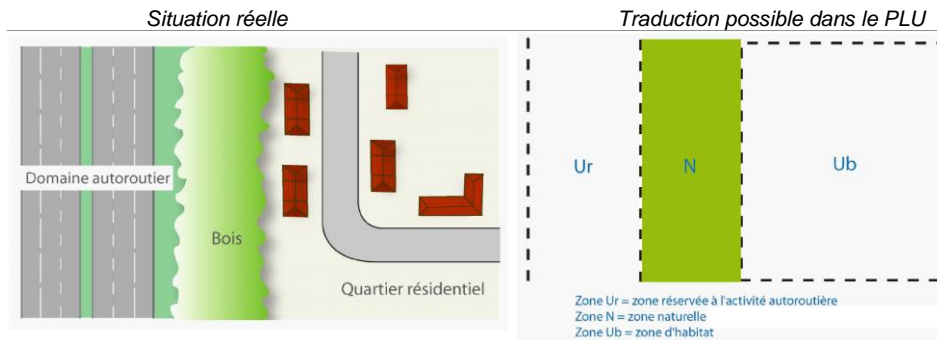 Situation réelle
Traduction possible dans le PLU
Domaine autoroutier
Bois
Quartier résidentiel
Ur
N
Ub
Zone Ur = zone réservée à l'activité autoroutière
Zone N = zone naturelle
Zone Ub = zone d'habitat